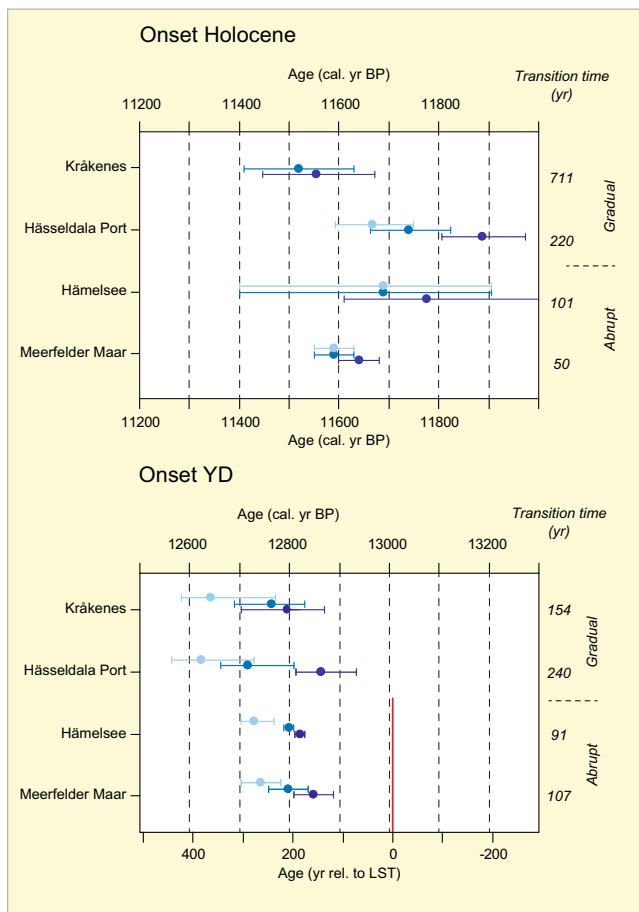 Onset Holocene
Age (cal. yr BP)
Transition time
(yr)
11200 11400 11600 11800
Kråkenes
711
Gradual
Hässeldala Port
220
Hämelsee
101
Abrupt
Meerfelder Maar
50
11200 11400 11600 11800
Age (cal. yr BP)
Onset YD
Age (cal. yr BP)
Transition time
(yr)
12600 12800 13000 13200
Kråkenes
154
Gradual
Hässeldala Port
240
Hämelsee
91
Abrupt
Meerfelder Maar
107
400 200 0 -200
Age (yr rel. to LST)